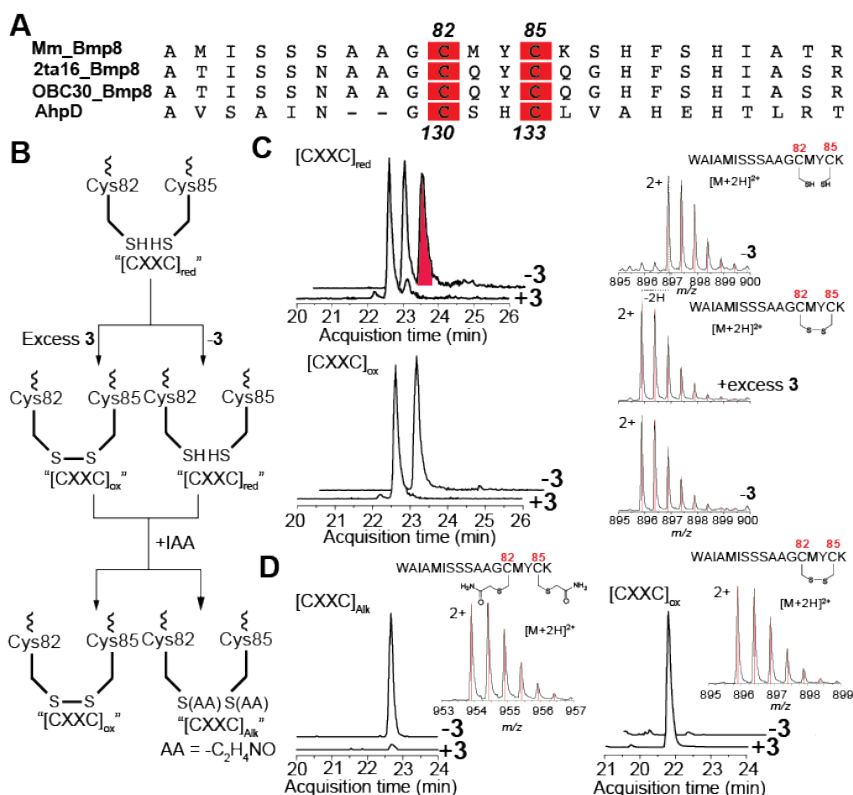 A
82 85
Mm_Bmp8 A M I S S S A A G C M Y C K S H F S H I A T R
2ta16_Bmp8 A T I S S N A A G C Q Y C Q G H F S H I A S R
OBC30_Bmp8 A T I S S N A A G C Q Y C Q G H F S H I A S R
AhpD A V S A I N - - G C S H C L V A H E H T L R T
130 133
B
Cys82 Cys85
SHHS
“[CXXC]red”
Excess 3 -3
Cys82 Cys85 Cys82 Cys85
S—S SH HS
“[CXXC]ox” “[CXXC]red”
+IAA
Cys82 Cys85 Cys82 Cys85
S—S S(AA) S(AA)
“[CXXC]ox” “[CXXC]Alk”
AA = -C2H4NO
C
[CXXC]red
-3
+3
20 21 22 23 24 25 26
Acquistion time (min)
[CXXC]ox
-3
+3
20 21 22 23 24 25 26
Acquisition time (min)
82 85
WAIAMISSSAAGCMYCK
SH SH
2+ [M+2H]2+
-3
895 896 897 898 899 900
m/z
-2H
82 85
WAIAMISSSAAGCMYCK
S—S
2+ [M+2H]2+
+excess 3
2+
-3
895 896 897 898 899 900
m/z
D
82 85
WAIAMISSSAAGCMYCK
H2N O S S O NH2
[CXXC]Alk
2+ [M+2H]2+
953 954 955 956 957
m/z
-3
+3
20 21 22 23 24
Acquisition time (min)
82 85
WAIAMISSSAAGCMYCK
S—S
[CXXC]ox
2+ [M+2H]2+
895 896 897 898 899
m/z
-3
+3
21 22 23 24
Acquisition time (min)